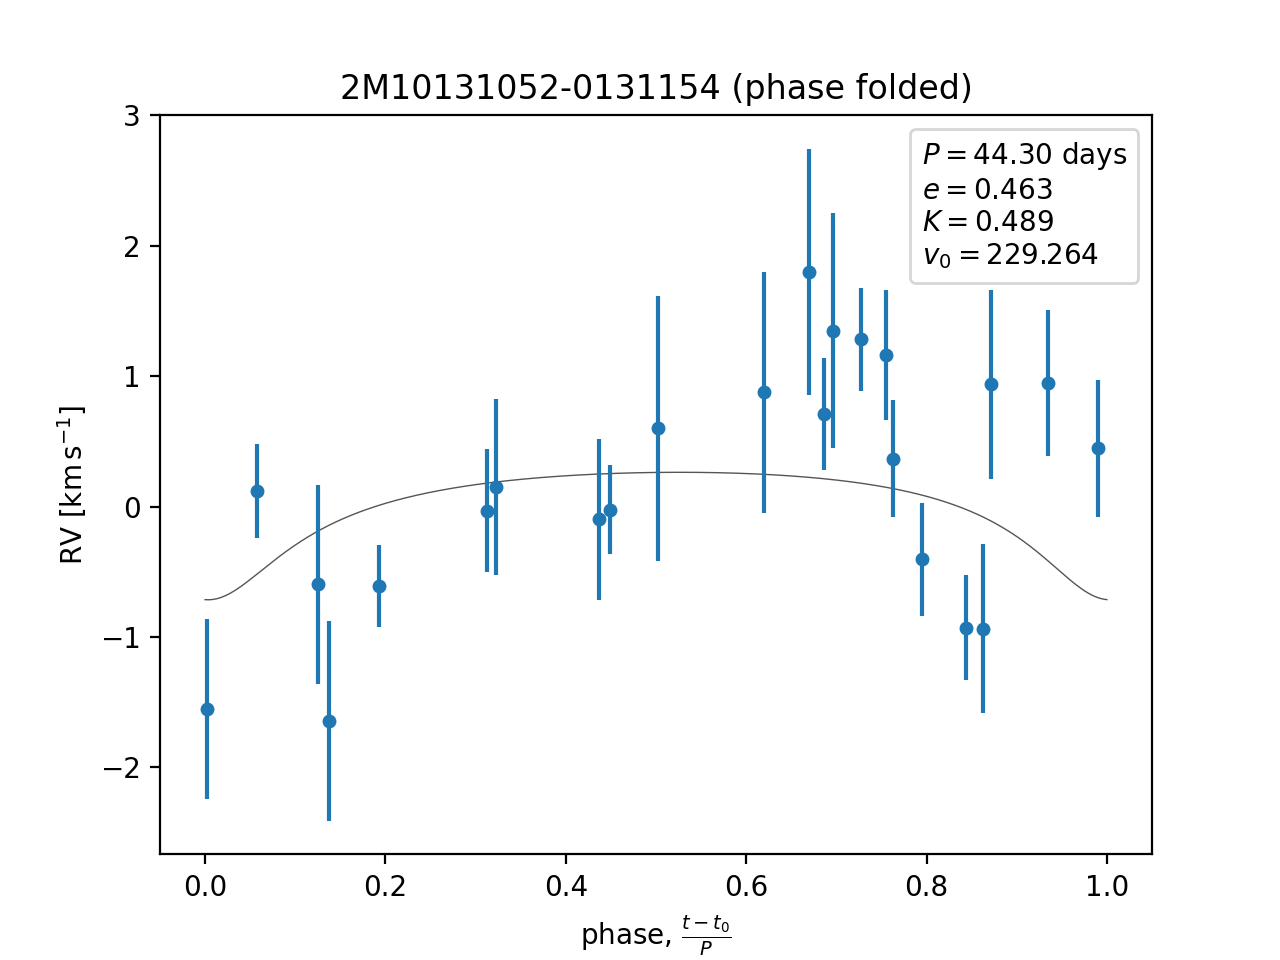 2M10131052-0131154 (phase folded)
P = 44.30 days
e = 0.463
K = 0.489
v₀ = 229.264
3
2
1
0
−1
−2
RV [km s⁻¹]
0.0 0.2 0.4 0.6 0.8 1.0
phase, (t − t₀)/P